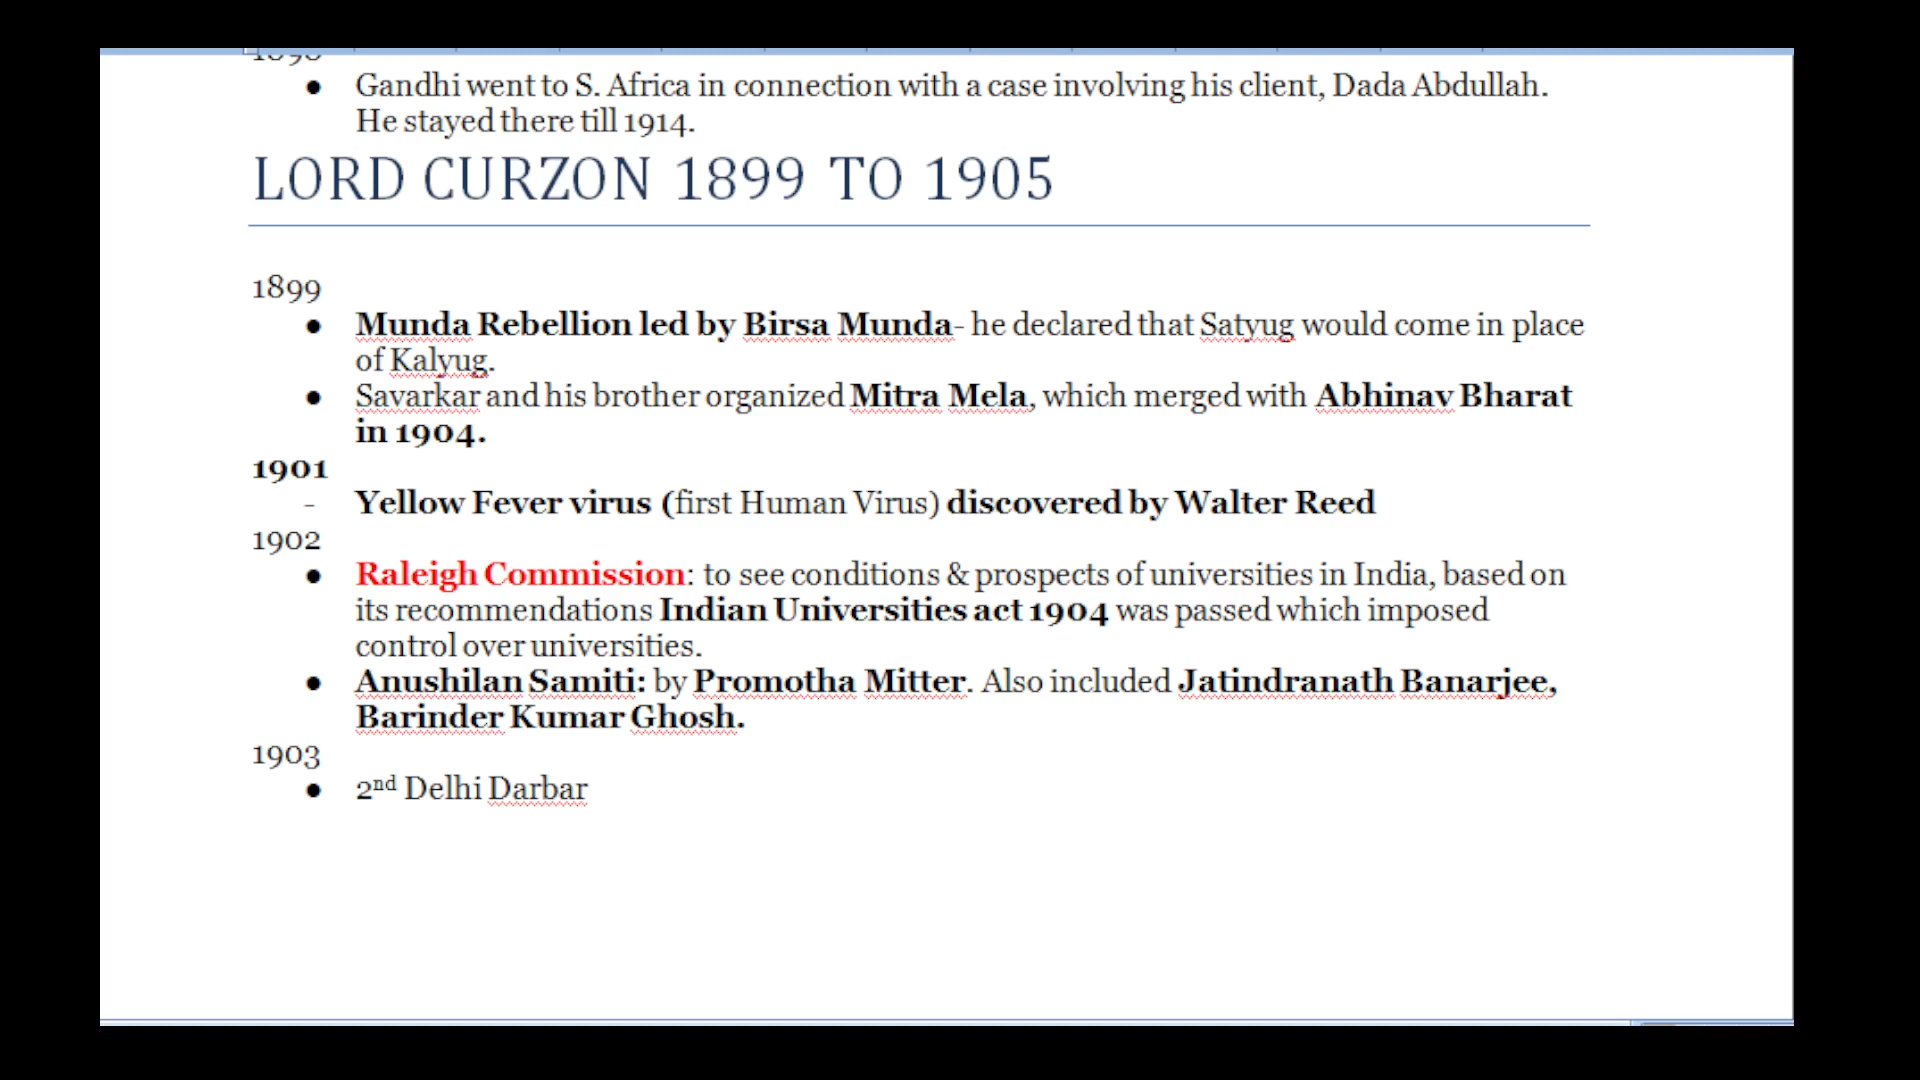 ● Gandhi went to S. Africa in connection with a case involving his client, Dada Abdullah.
He stayed there till 1914.
LORD CURZON 1899 TO 1905
1899
● Munda Rebellion led by Birsa Munda- he declared that Satyug would come in place
of Kalyug.
● Savarkar and his brother organized Mitra Mela, which merged with Abhinav Bharat
in 1904.
1901
- Yellow Fever virus (first Human Virus) discovered by Walter Reed
1902
● Raleigh Commission: to see conditions & prospects of universities in India, based on
its recommendations Indian Universities act 1904 was passed which imposed
control over universities.
● Anushilan Samiti: by Promotha Mitter. Also included Jatindranath Banarjee,
Barinder Kumar Ghosh.
1903
● 2nd Delhi Darbar